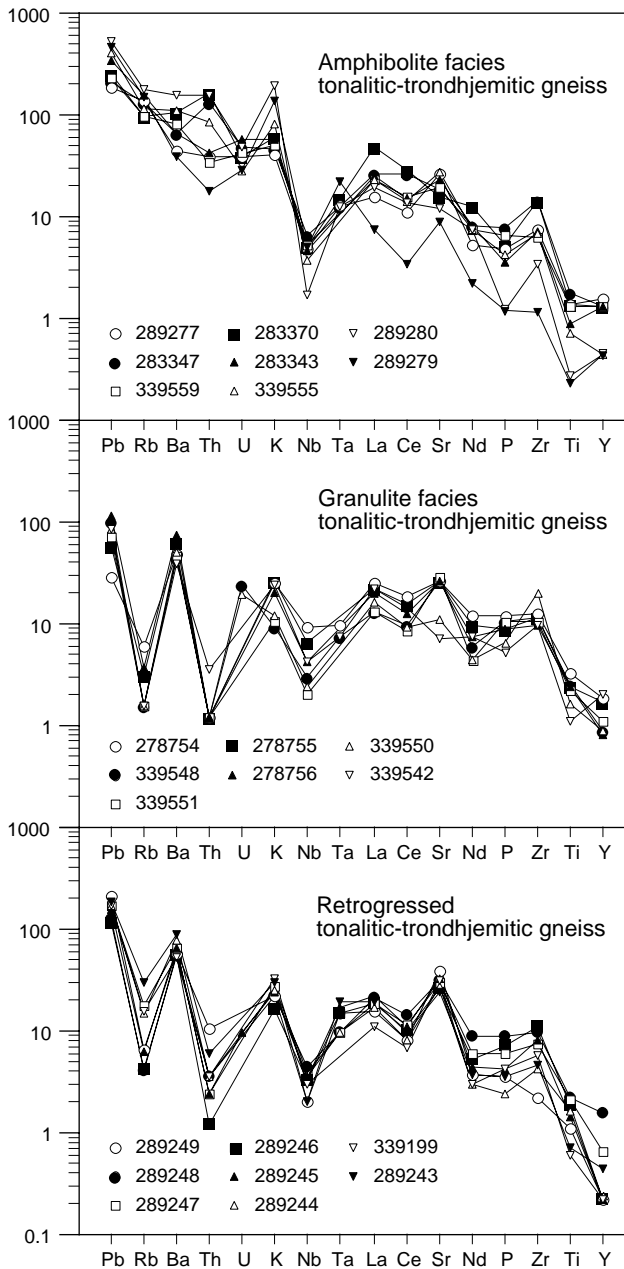 1000
Amphibolite facies
tonalitic-trondhjemitic gneiss
100
10
1
289277 283370 289280
283347 283343 289279
339559 339555
1000
Pb Rb Ba Th U K Nb Ta La Ce Sr Nd P Zr Ti Y
Granulite facies
tonalitic-trondhjemitic gneiss
100
10
1
278754 278755 339550
339548 278756 339542
339551
1000
Pb Rb Ba Th U K Nb Ta La Ce Sr Nd P Zr Ti Y
Retrogressed
tonalitic-trondhjemitic gneiss
100
10
1
289249 289246 339199
289248 289245 289243
289247 289244
0.1
Pb Rb Ba Th U K Nb Ta La Ce Sr Nd P Zr Ti Y